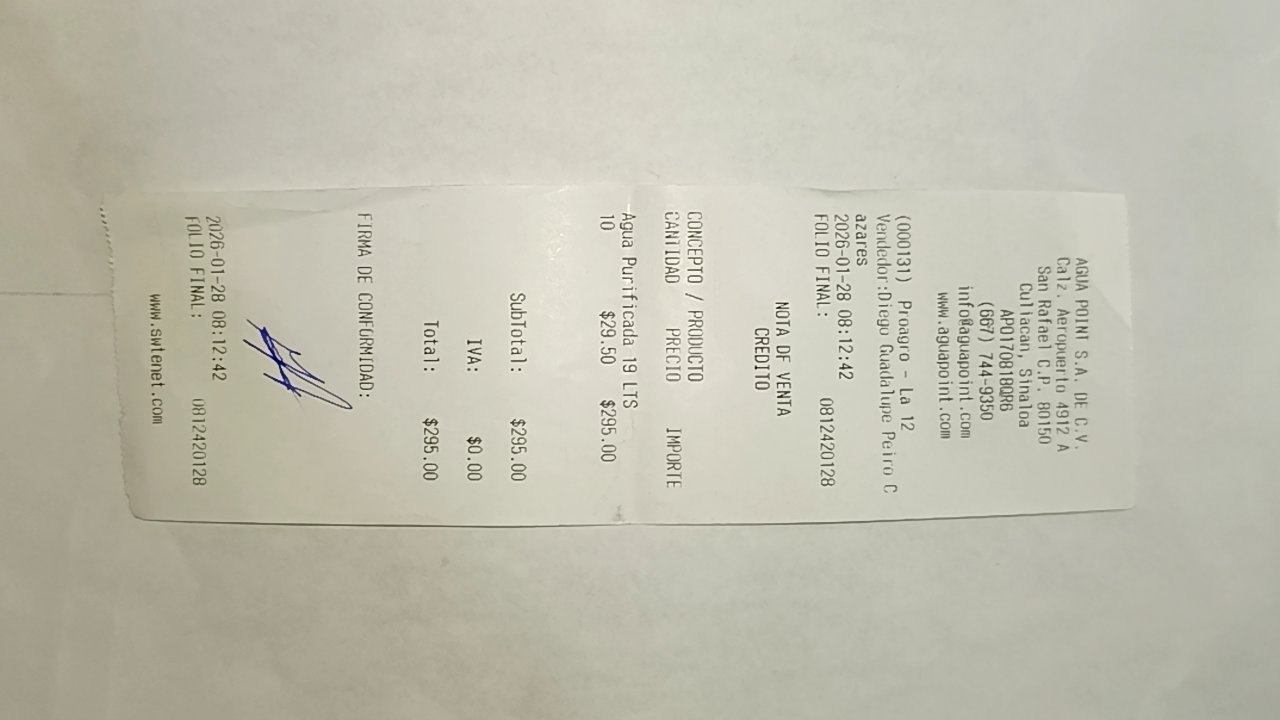 AGUA POINT S.A. DE C.V.
Calz. Aeropuerto 4912 A
San Rafael C.P. 80150
Culiacan, Sinaloa
APO170818QR6
(667) 744-9350
info@aguapoint.com
www.aguapoint.com
(000131) Proagro - La 12
Vendedor:Diego Guadalupe Peiro C
azares
2026-01-28 08:12:42
FOLIO FINAL: 0812420128
NOTA DE VENTA
CREDITO
CONCEPTO / PRODUCTO
CANTIDAD PRECIO IMPORTE
Agua Purificada 19 LTS
10 $29.50 $295.00
SubTotal: $295.00
IVA: $0.00
Total: $295.00
FIRMA DE CONFORMIDAD:
2026-01-28 08:12:42
FOLIO FINAL: 0812420128
www.swlenet.com